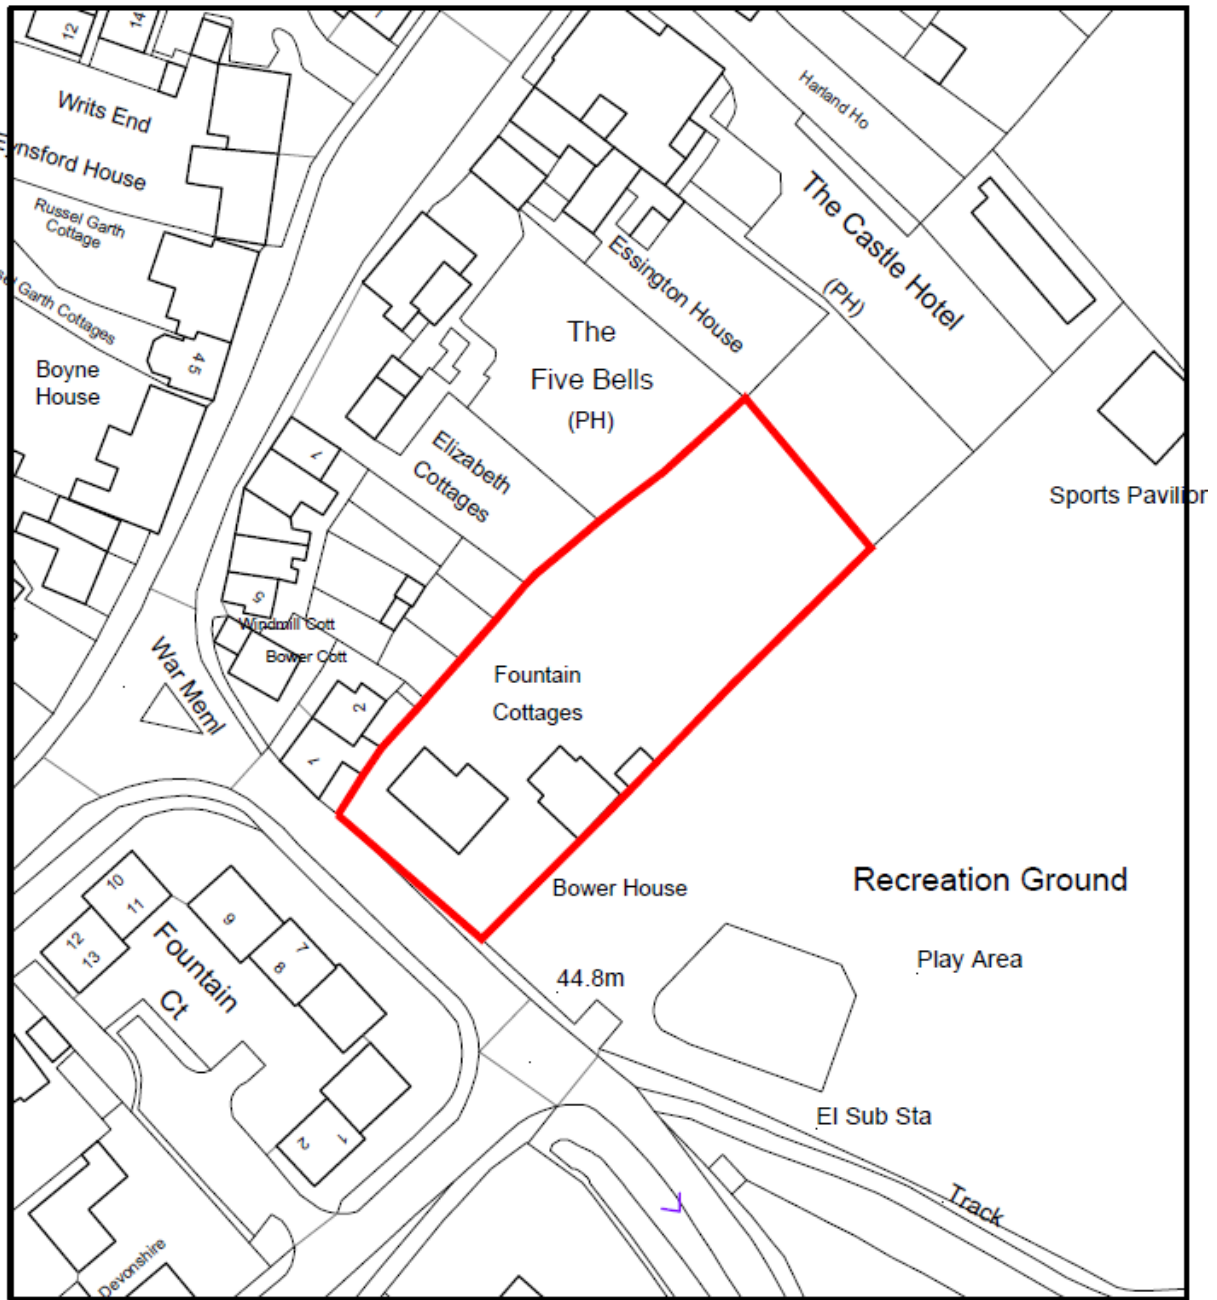 12
14
Writs End
Eynsford House
Russel Garth
Cottage
sel Garth Cottages
4 5
Boyne
House
Harland Ho
The Castle Hotel
(PH)
Essington House
The
Five Bells
(PH)
Elizabeth
Cottages
Sports Pavilion
1
5
Windmill Cott
Bower Cott
War Meml
2
1
Fountain
Cottages
Bower House
Recreation Ground
Play Area
44.8m
El Sub Sta
Track
10
11
12
13
9
7
8
Fountain
Ct
2
1
Devonshire